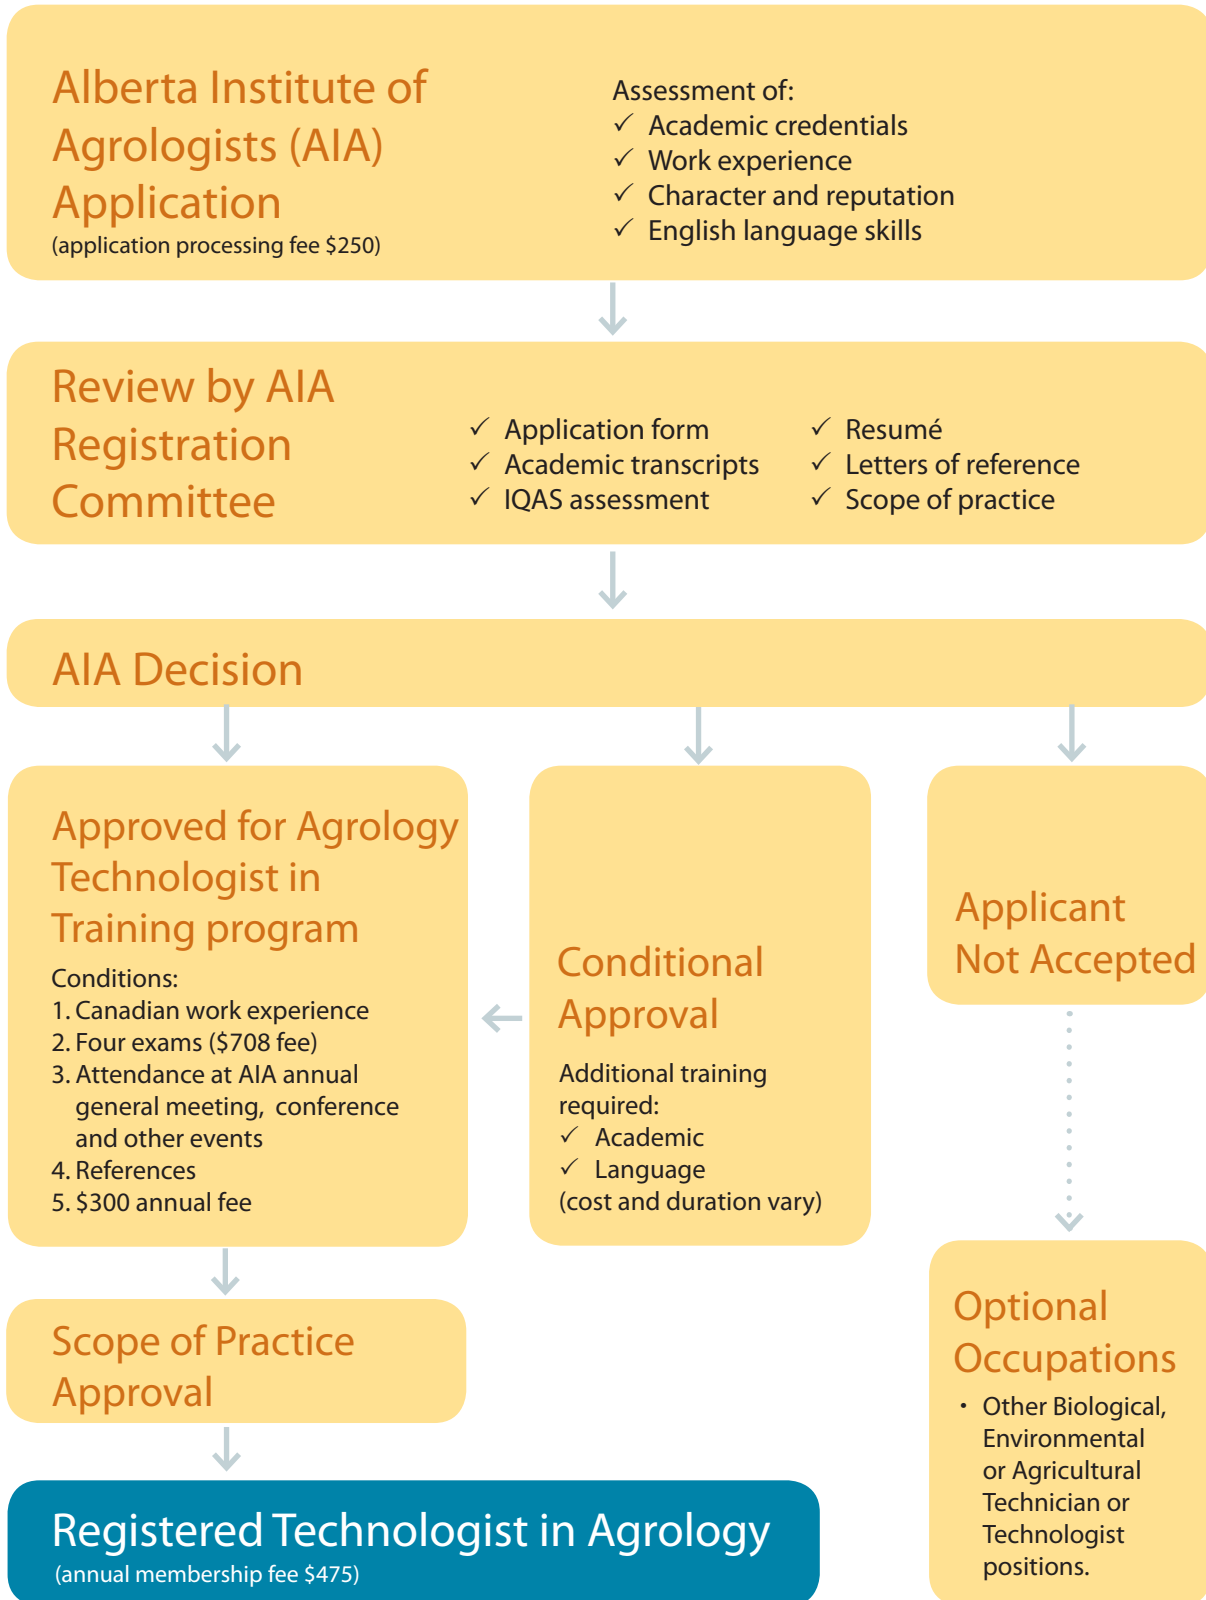 Alberta Institute of
Agrologists (AIA)
Application
(application processing fee $250)
Assessment of:
✓ Academic credentials
✓ Work experience
✓ Character and reputation
✓ English language skills
Review by AIA
Registration
Committee
✓ Application form
✓ Academic transcripts
✓ IQAS assessment
✓ Resumé
✓ Letters of reference
✓ Scope of practice
AIA Decision
Approved for Agrology
Technologist in
Training program
Conditions:
1. Canadian work experience
2. Four exams ($708 fee)
3. Attendance at AIA annual
general meeting, conference
and other events
4. References
5. $300 annual fee
Conditional
Approval
Additional training
required:
✓ Academic
✓ Language
(cost and duration vary)
Applicant
Not Accepted
Scope of Practice
Approval
Optional
Occupations
• Other Biological,
Environmental
or Agricultural
Technician or
Technologist
positions.
Registered Technologist in Agrology
(annual membership fee $475)